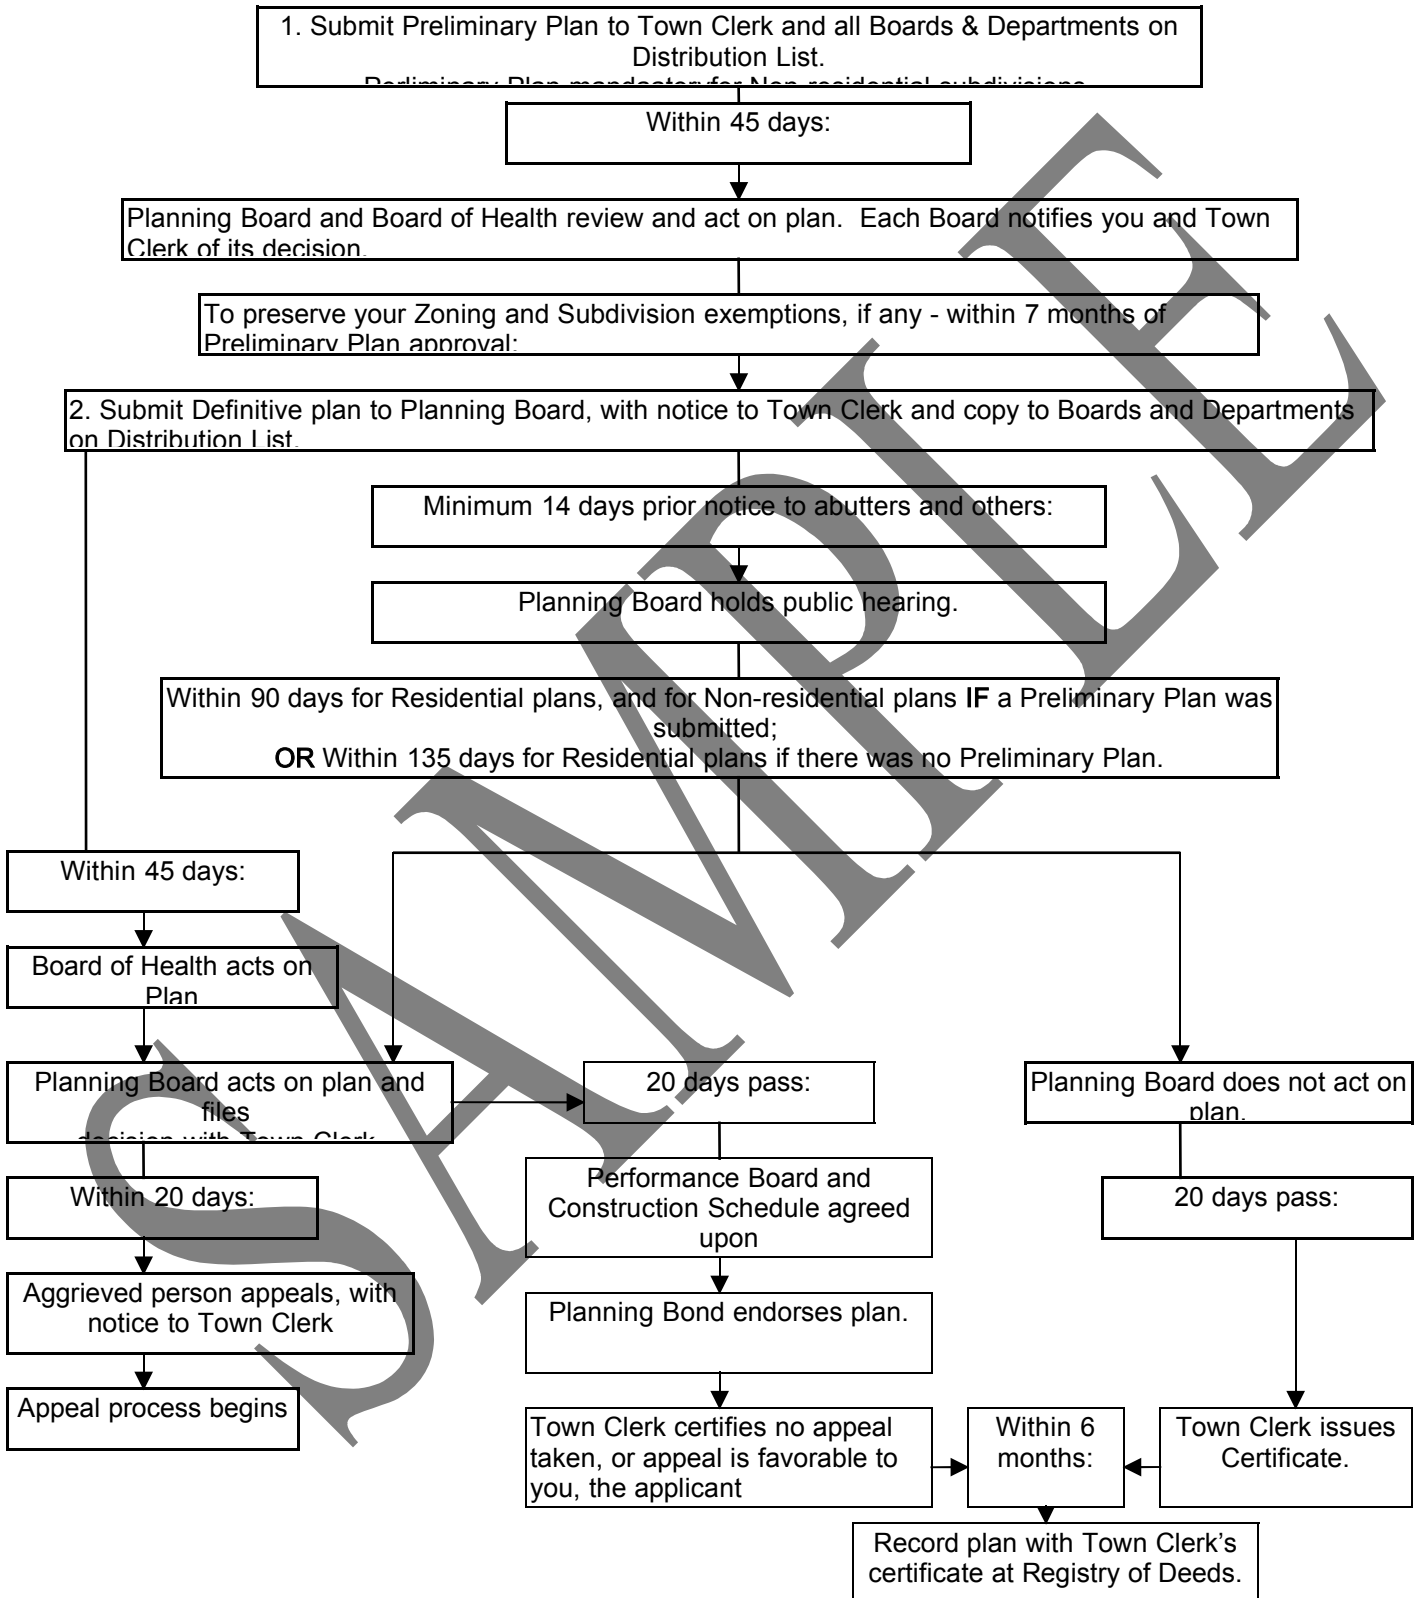 1. Submit Preliminary Plan to Town Clerk and all Boards & Departments on
Distribution List.
Perliminary Plan mandaoteryfor Non-residential subdivisions
Within 45 days:
Planning Board and Board of Health review and act on plan.  Each Board notifies you and Town
Clerk of its decision.
To preserve your Zoning and Subdivision exemptions, if any - within 7 months of
Preliminary Plan approval:
2. Submit Definitive plan to Planning Board, with notice to Town Clerk and copy to Boards and Departments
on Distribution List.
Minimum 14 days prior notice to abutters and others:
Planning Board holds public hearing.
Within 90 days for Residential plans, and for Non-residential plans IF a Preliminary Plan was
submitted;
OR Within 135 days for Residential plans if there was no Preliminary Plan.
Within 45 days:
Board of Health acts on
Plan
Planning Board acts on plan and
files
decision with Town Clerk
20 days pass:
Planning Board does not act on
plan.
Within 20 days:
Performance Board and
Construction Schedule agreed
upon
20 days pass:
Aggrieved person appeals, with
notice to Town Clerk
Planning Bond endorses plan.
Appeal process begins
Town Clerk certifies no appeal
taken, or appeal is favorable to
you, the applicant
Within 6
months:
Town Clerk issues
Certificate.
Record plan with Town Clerk’s
certificate at Registry of Deeds.
SAMPLE